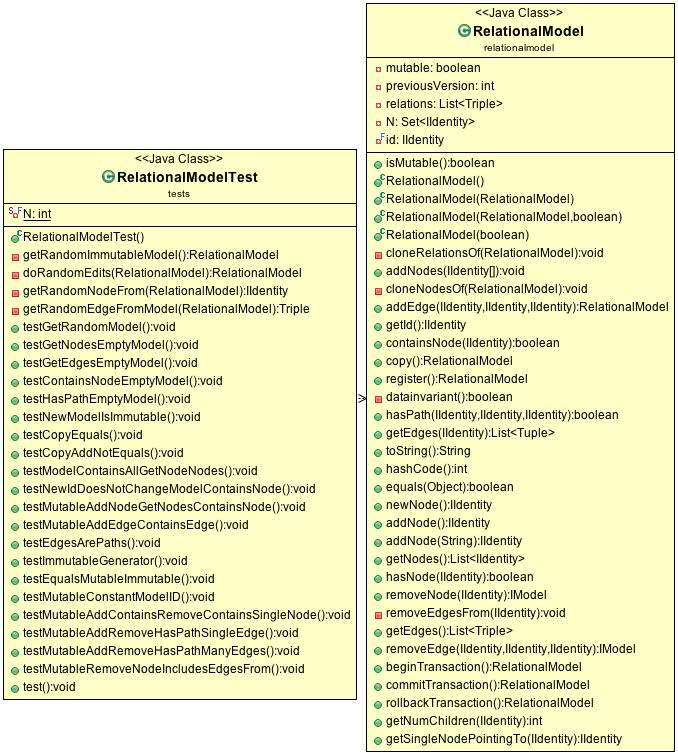 <<Java Class>>
RelationalModelTest
tests
N: int
RelationalModelTest()
getRandomImmutableModel():RelationalModel
doRandomEdits(RelationalModel):RelationalModel
getRandomNodeFrom(RelationalModel):IIdentity
getRandomEdgeFromModel(RelationalModel):Triple
testGetRandomModel():void
testGetNodesEmptyModel():void
testGetEdgesEmptyModel():void
testContainsNodeEmptyModel():void
testHasPathEmptyModel():void
testNewModelIsImmutable():void
testCopyEquals():void
testCopyAddNotEquals():void
testModelContainsAllGetNodeNodes():void
testNewIdDoesNotChangeModelContainsNode():void
testMutableAddNodeGetNodesContainsNode():void
testMutableAddEdgeContainsEdge():void
testEdgesArePaths():void
testImmutableGenerator():void
testEqualsMutableImmutable():void
testMutableConstantModelID():void
testMutableAddContainsRemoveContainsSingleNode():void
testMutableAddRemoveHasPathSingleEdge():void
testMutableAddRemoveHasPathManyEdges():void
testMutableRemoveNodeIncludesEdgesFrom():void
test():void
<<Java Class>>
RelationalModel
relationalmodel
mutable: boolean
previousVersion: int
relations: List<Triple>
N: Set<IIdentity>
id: IIdentity
isMutable():boolean
RelationalModel()
RelationalModel(RelationalModel)
RelationalModel(RelationalModel,boolean)
RelationalModel(boolean)
cloneRelationsOf(RelationalModel):void
addNodes(IIdentity[]):void
cloneNodesOf(RelationalModel):void
addEdge(IIdentity,IIdentity,IIdentity):RelationalModel
getId():IIdentity
containsNode(IIdentity):boolean
copy():RelationalModel
register():RelationalModel
datainvariant():boolean
hasPath(IIdentity,IIdentity,IIdentity):boolean
getEdges(IIdentity):List<Tuple>
toString():String
hashCode():int
equals(Object):boolean
newNode():IIdentity
addNode():IIdentity
addNode(String):IIdentity
getNodes():List<IIdentity>
hasNode(IIdentity):boolean
removeNode(IIdentity):IModel
removeEdgesFrom(IIdentity):void
getEdges():List<Triple>
removeEdge(IIdentity,IIdentity,IIdentity):IModel
beginTransaction():RelationalModel
commitTransaction():RelationalModel
rollbackTransaction():RelationalModel
getNumChildren(IIdentity):int
getSingleNodePointingTo(IIdentity):IIdentity